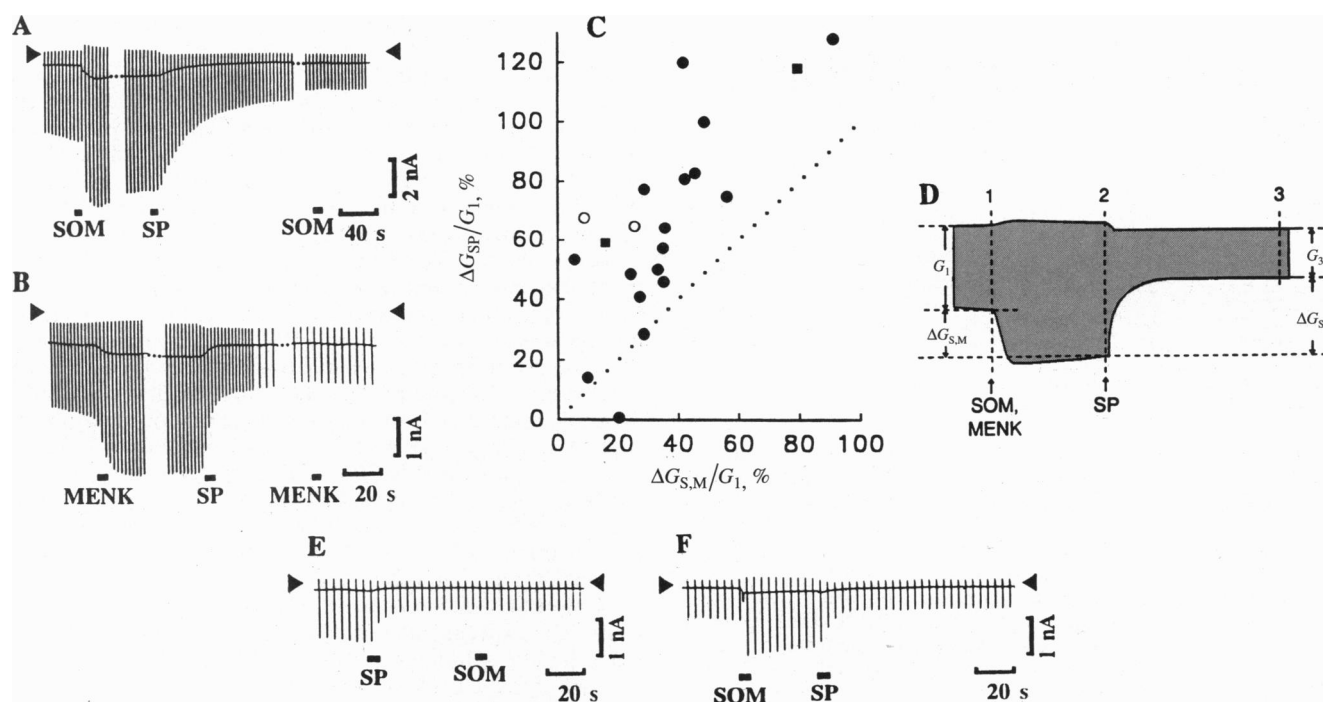 A
2 nA
SOM SP SOM 40 s
B
1 nA
MENK SP MENK 20 s
C
ΔG_SP/G_1, %
120
100
80
60
40
20
0
0 20 40 60 80 100
ΔG_S,M/G_1, %
D
1 2 3
G_1
G_3
ΔG_S,M
ΔG_S
SOM, MENK
SP
E
1 nA
SP SOM 20 s
F
1 nA
SOM SP 20 s